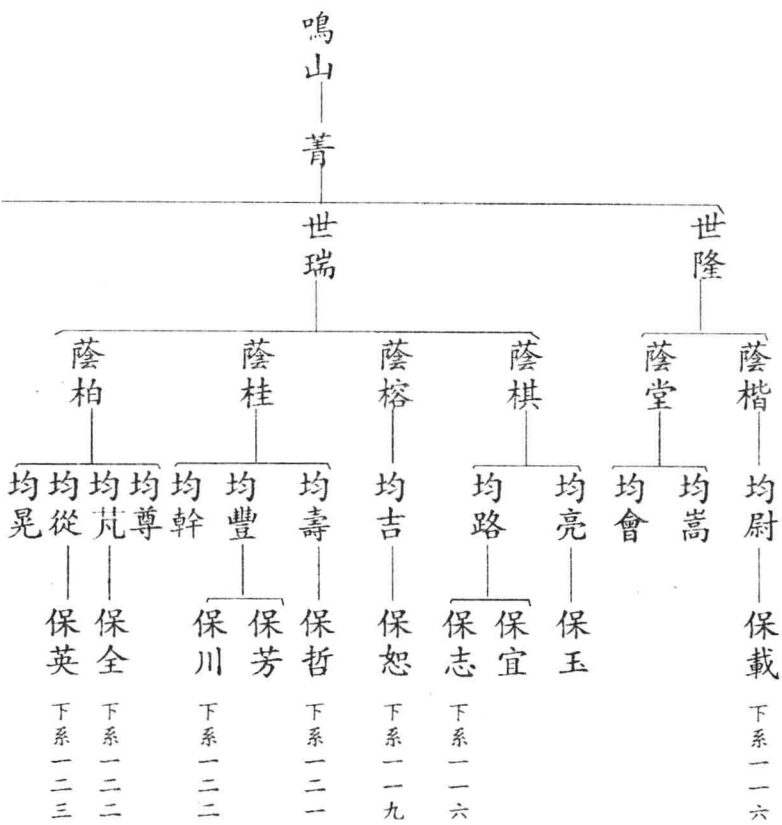 鳴山
菁
世隆
世瑞
蔭楷
蔭堂
蔭棋
蔭榕
蔭桂
蔭柏
均尉
均嵩
均會
均亮
均路
均吉
均壽
均豐
均幹
均尊
均芃
均從
均晃
保載
保玉
保宜
保志
保恕
保哲
保芳
保川
保全
保英
下系一一六
下系一一六
下系一一九
下系一二一
下系一二二
下系一二二
下系一二三